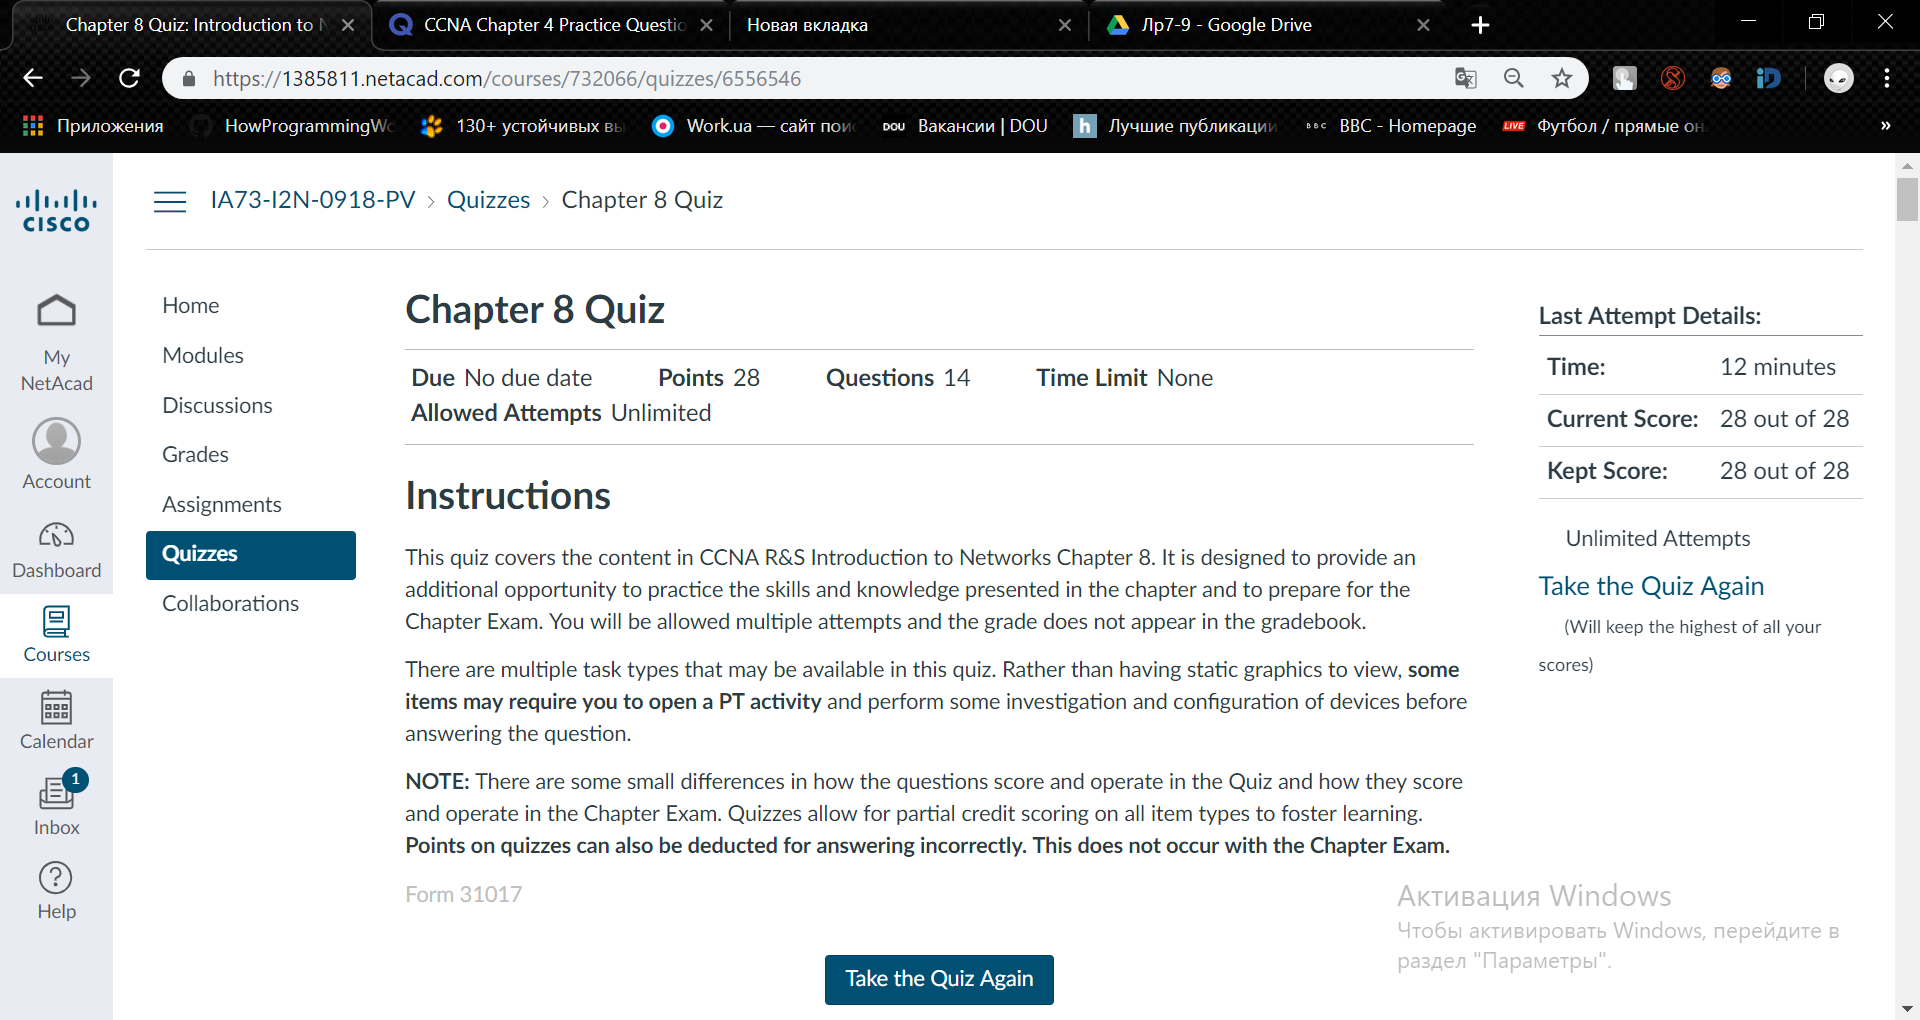 Chapter 8 Quiz: Introduction to N
CCNA Chapter 4 Practice Questio
Новая вкладка
Лр7-9 - Google Drive
https://1385811.netacad.com/courses/732066/quizzes/6556546
Приложения
HowProgrammingWo
130+ устойчивых вы
Work.ua — сайт пои
DOU Вакансии | DOU
h Лучшие публикации
BBC BBC - Homepage
LIVE Футбол / прямые он
»
CISCO
IA73-I2N-0918-PV › Quizzes › Chapter 8 Quiz
My
NetAcad
Account
Dashboard
Courses
Calendar
1
Inbox
Help
Home
Modules
Discussions
Grades
Assignments
Quizzes
Collaborations
Chapter 8 Quiz
Due No due date Points 28 Questions 14 Time Limit None
Allowed Attempts Unlimited
Instructions
This quiz covers the content in CCNA R&S Introduction to Networks Chapter 8. It is designed to provide an
additional opportunity to practice the skills and knowledge presented in the chapter and to prepare for the
Chapter Exam. You will be allowed multiple attempts and the grade does not appear in the gradebook.
There are multiple task types that may be available in this quiz. Rather than having static graphics to view, some
items may require you to open a PT activity and perform some investigation and configuration of devices before
answering the question.
NOTE: There are some small differences in how the questions score and operate in the Quiz and how they score
and operate in the Chapter Exam. Quizzes allow for partial credit scoring on all item types to foster learning.
Points on quizzes can also be deducted for answering incorrectly. This does not occur with the Chapter Exam.
Form 31017
Take the Quiz Again
Last Attempt Details:
Time: 12 minutes
Current Score: 28 out of 28
Kept Score: 28 out of 28
Unlimited Attempts
Take the Quiz Again
(Will keep the highest of all your
scores)
Активация Windows
Чтобы активировать Windows, перейдите в
раздел "Параметры".